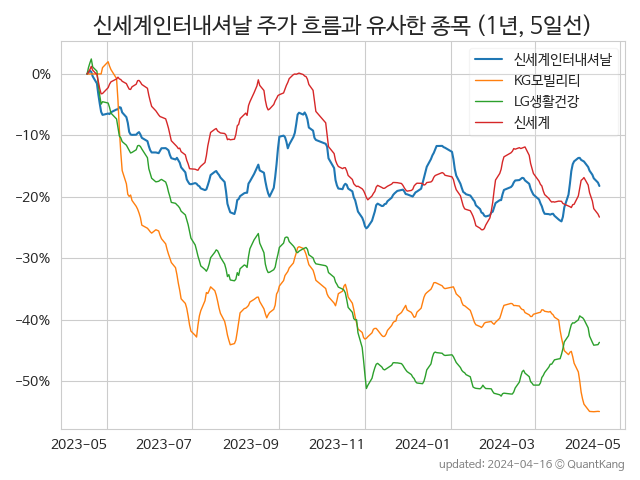 신세계인터내셔날 주가 흐름과 유사한 종목 (1년, 5일선)
신세계인터내셔날
KG모빌리티
LG생활건강
신세계
0%
−10%
−20%
−30%
−40%
−50%
2023-05 2023-07 2023-09 2023-11 2024-01 2024-03 2024-05
updated: 2024-04-16 © QuantKang